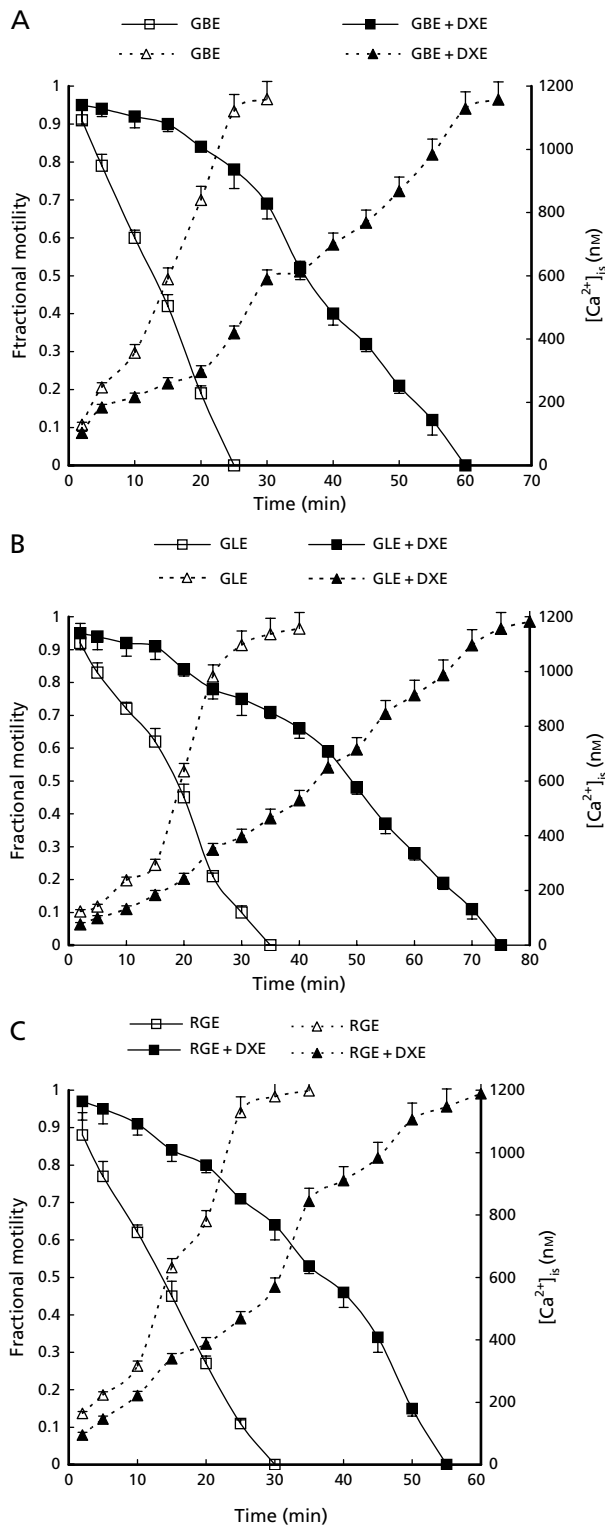 A
GBE GBE + DXE
GBE GBE + DXE
1 1200
0.9
0.8 1000
0.7
0.6 800
0.5 600
0.4
0.3 400
0.2 200
0.1
0 0
0 10 20 30 40 50 60 70
Ftractional motility
[Ca2+]is (nM)
Time (min)
B
GLE GLE + DXE
GLE GLE + DXE
1 1200
0.9
0.8 1000
0.7 800
0.6
0.5 600
0.4
0.3 400
0.2 200
0.1
0 0
10 20 30 40 50 60 70 80
Fractional motility
[Ca2+]is (nM)
Time (min)
C
RGE RGE
RGE + DXE RGE + DXE
1 1200
0.9
0.8 1000
0.7 800
0.6
0.5 600
0.4
0.3 400
0.2 200
0.1
0 0
0 10 20 30 40 50 60
Fractional motility
[Ca2+]is (nM)
Time (min)